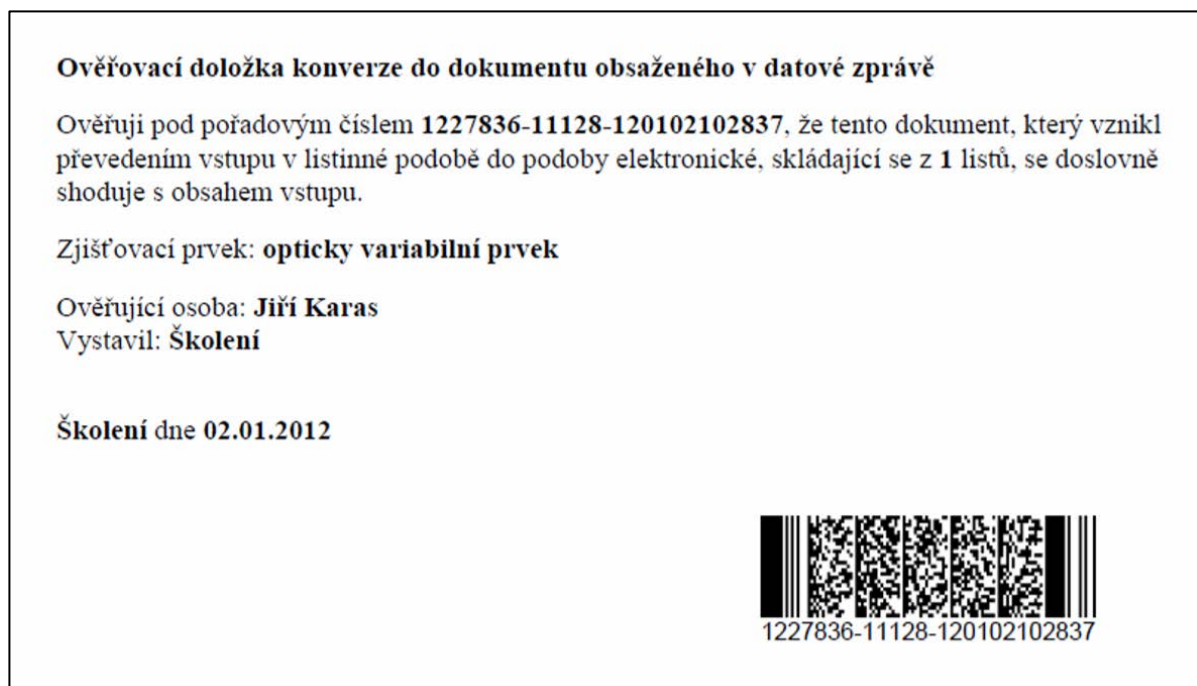 Ověřovací doložka konverze do dokumentu obsaženého v datové zprávě
Ověřuji pod pořadovým číslem 1227836-11128-120102102837, že tento dokument, který vznikl
převedením vstupu v listinné podobě do podoby elektronické, skládající se z 1 listů, se doslovně
shoduje s obsahem vstupu.
Zjišťovací prvek: opticky variabilní prvek
Ověřující osoba: Jiří Karas
Vystavil: Školení
Školení dne 02.01.2012
1227836-11128-120102102837